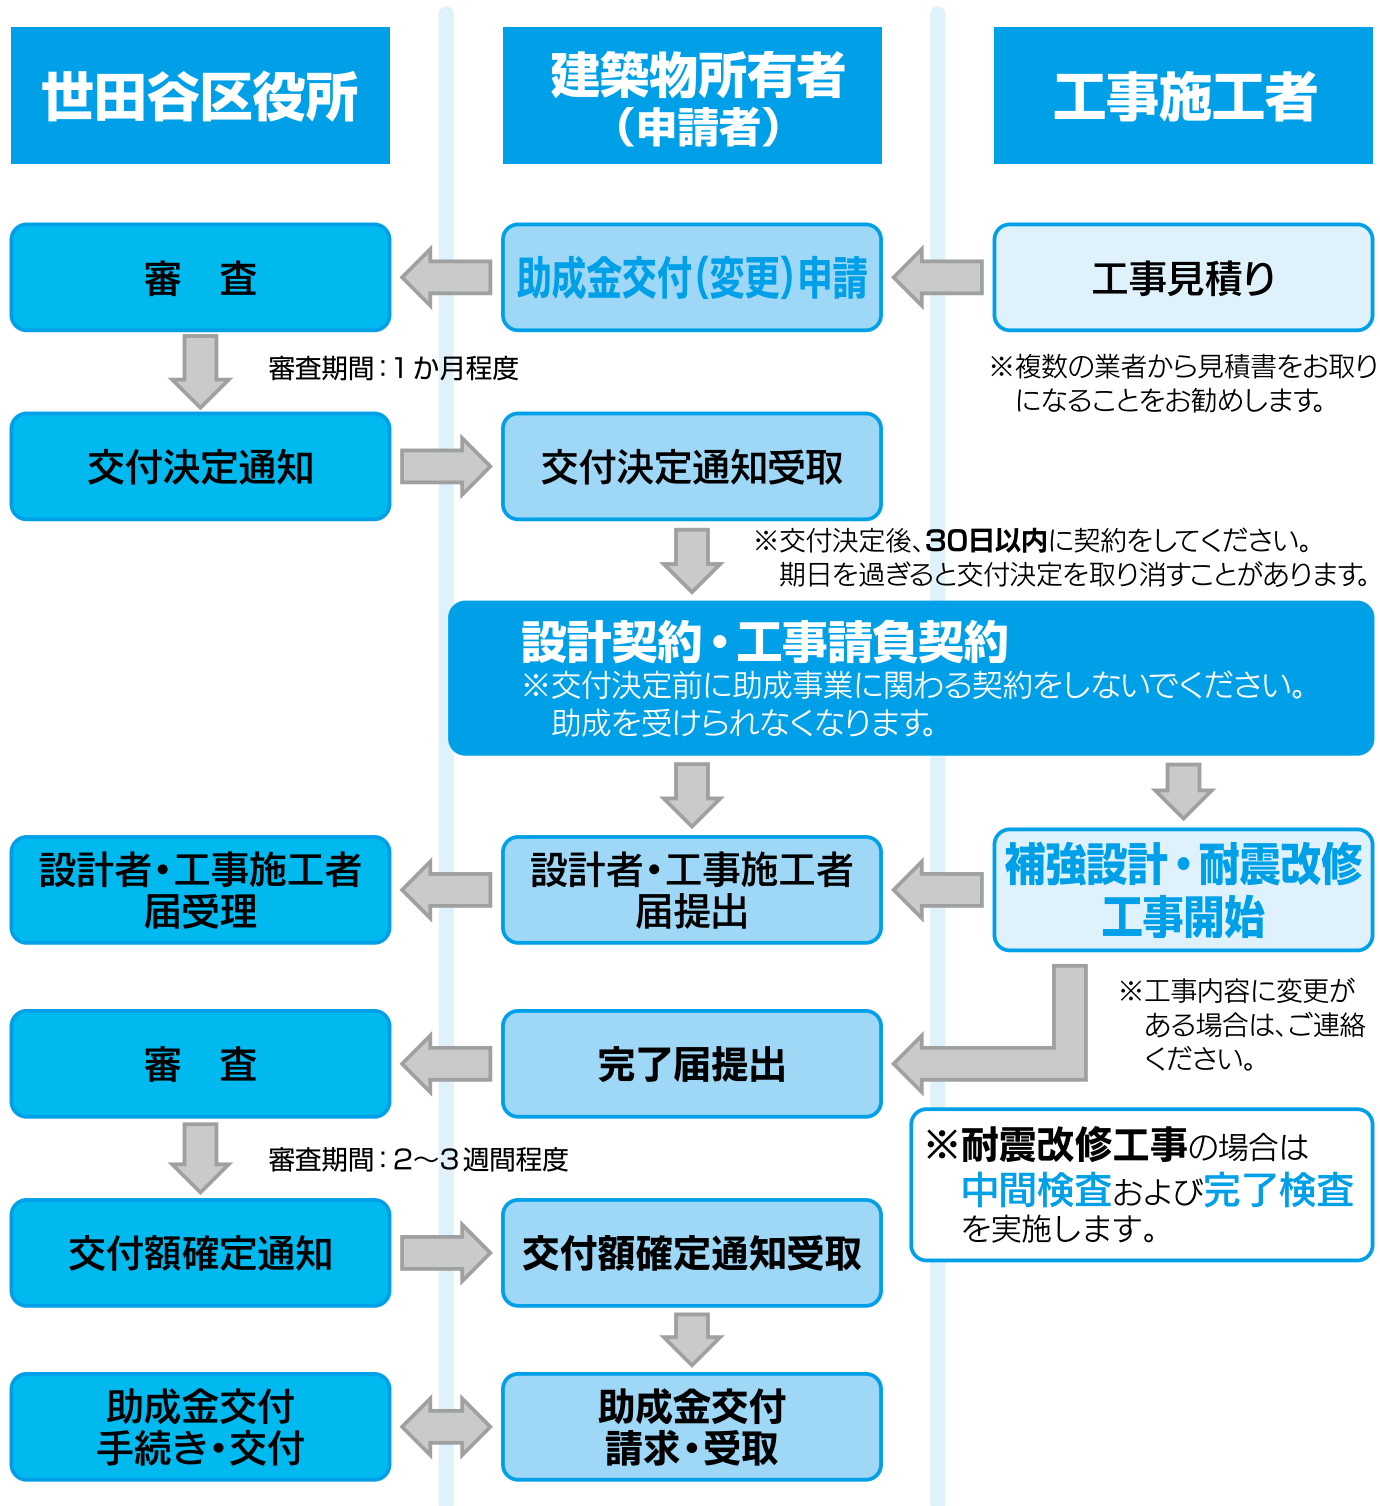 世田谷区役所
建築物所有者
（申請者）
工事施工者
審　査
助成金交付（変更）申請
工事見積り
審査期間：1か月程度
※複数の業者から見積書をお取り
になることをお勧めします。
交付決定通知
交付決定通知受取
※交付決定後、30日以内に契約をしてください。
期日を過ぎると交付決定を取り消すことがあります。
設計契約・工事請負契約
※交付決定前に助成事業に関わる契約をしないでください。
助成を受けられなくなります。
設計者・工事施工者
届受理
設計者・工事施工者
届提出
補強設計・耐震改修
工事開始
※工事内容に変更が
ある場合は、ご連絡
ください。
審　査
完了届提出
審査期間：2～3週間程度
※耐震改修工事の場合は
中間検査および完了検査
を実施します。
交付額確定通知
交付額確定通知受取
助成金交付
手続き・交付
助成金交付
請求・受取